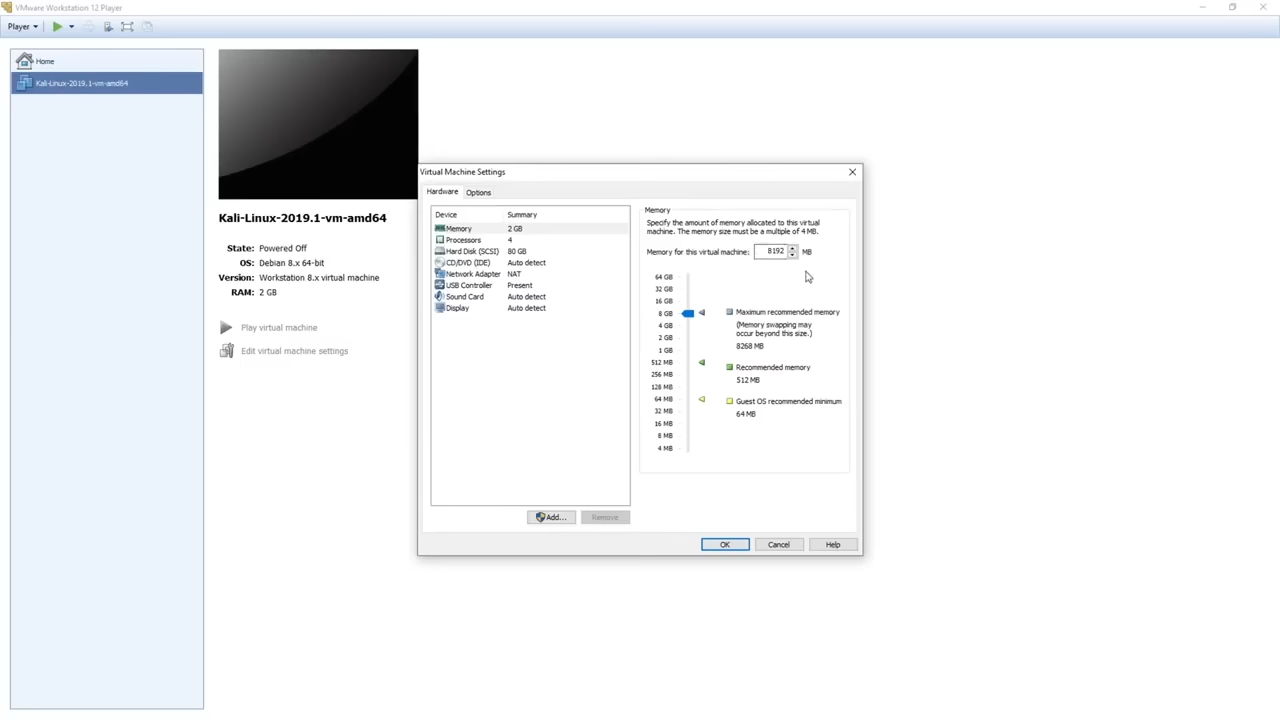 VMware Workstation 12 Player
Player
Home
Kali-Linux-2019.1-vm-amd64
Kali-Linux-2019.1-vm-amd64
State: Powered Off
OS: Debian 8.x 64-bit
Version: Workstation 8.x virtual machine
RAM: 2 GB
Play virtual machine
Edit virtual machine settings
Virtual Machine Settings
Hardware Options
Device Summary
Memory 2 GB
Processors 4
Hard Disk (SCSI) 80 GB
CD/DVD (IDE) Auto detect
Network Adapter NAT
USB Controller Present
Sound Card Auto detect
Display Auto detect
Add... Remove
Memory
Specify the amount of memory allocated to this virtual
machine. The memory size must be a multiple of 4 MB.
Memory for this virtual machine: 8192 MB
64 GB
32 GB
16 GB
8 GB
4 GB
2 GB
1 GB
512 MB
256 MB
128 MB
64 MB
32 MB
16 MB
8 MB
4 MB
Maximum recommended memory
(Memory swapping may
occur beyond this size.)
8268 MB
Recommended memory
512 MB
Guest OS recommended minimum
64 MB
OK Cancel Help